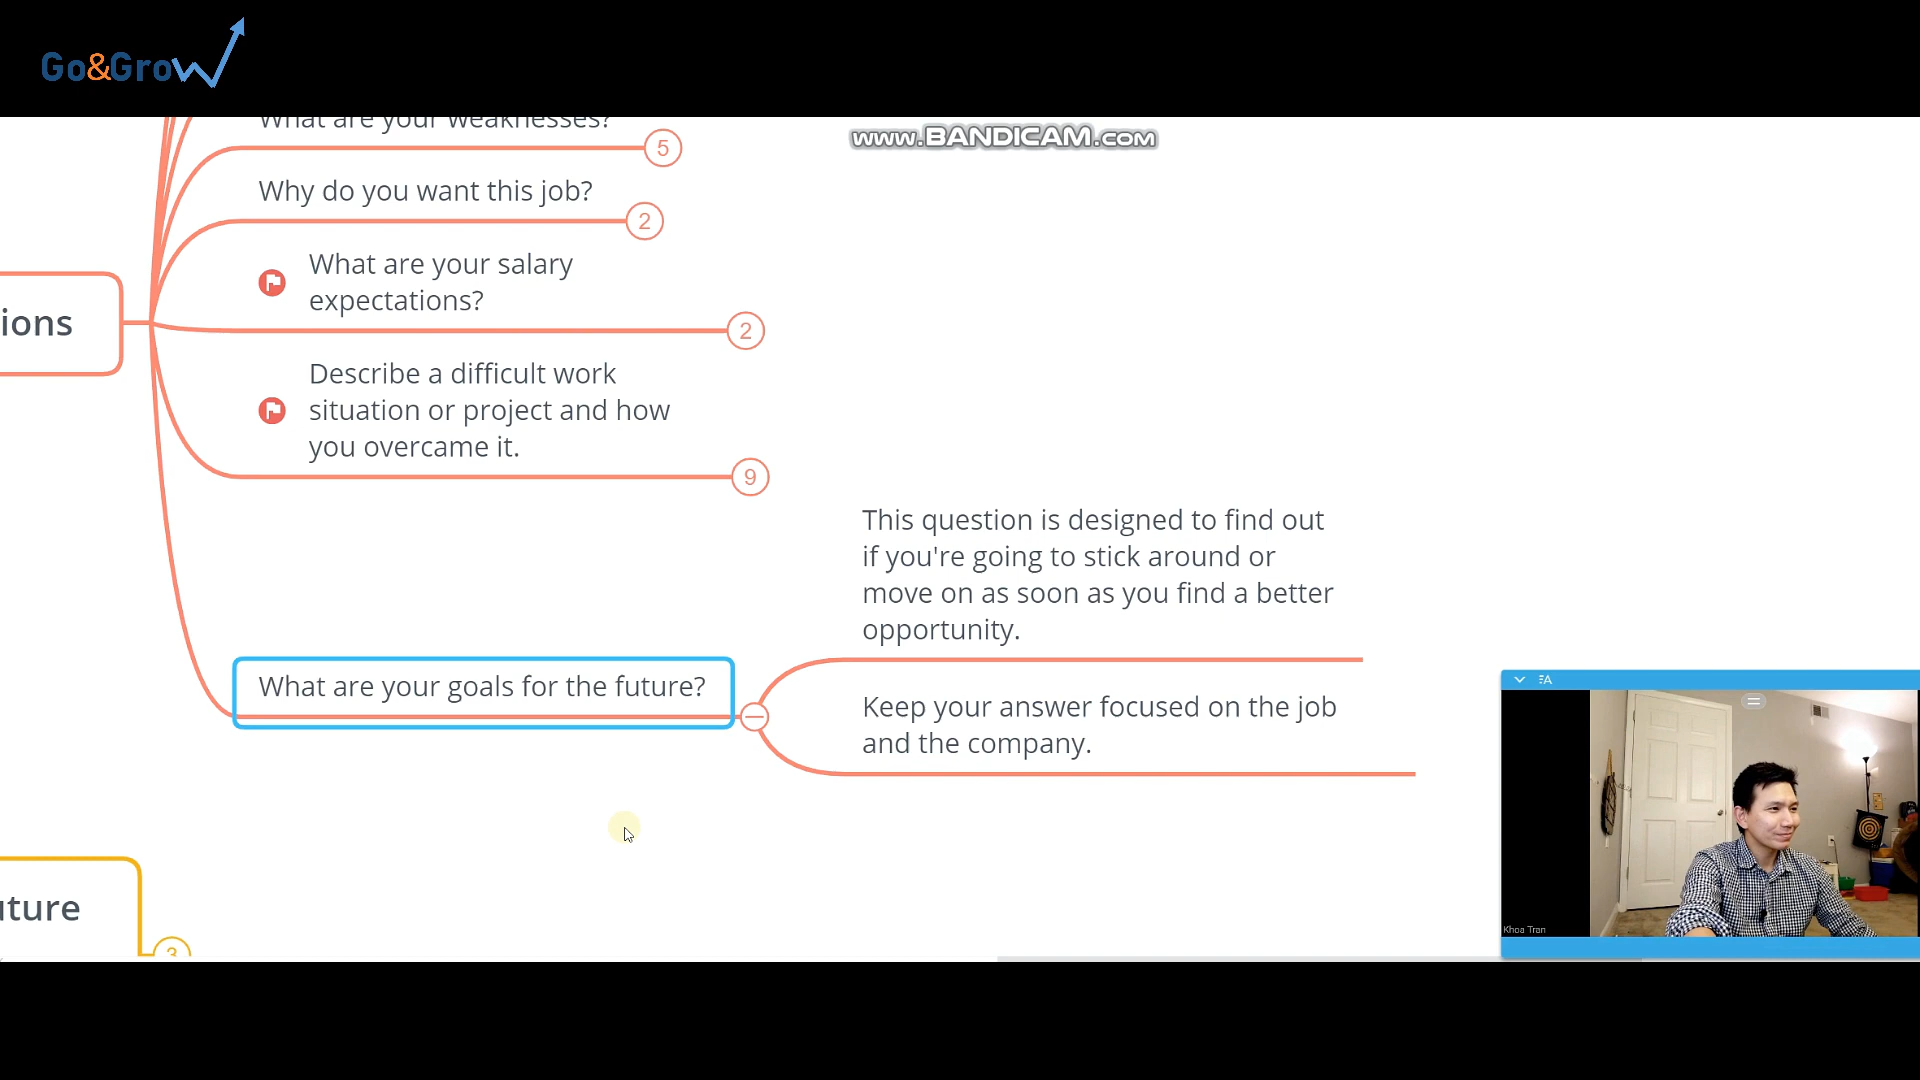 Go&Grow
www.BANDICAM.com
What are your weaknesses?
5
Why do you want this job?
2
What are your salary
expectations?
2
ions
Describe a difficult work
situation or project and how
you overcame it.
9
This question is designed to find out
if you're going to stick around or
move on as soon as you find a better
opportunity.
What are your goals for the future?
Keep your answer focused on the job
and the company.
uture
3
Khoa Tran